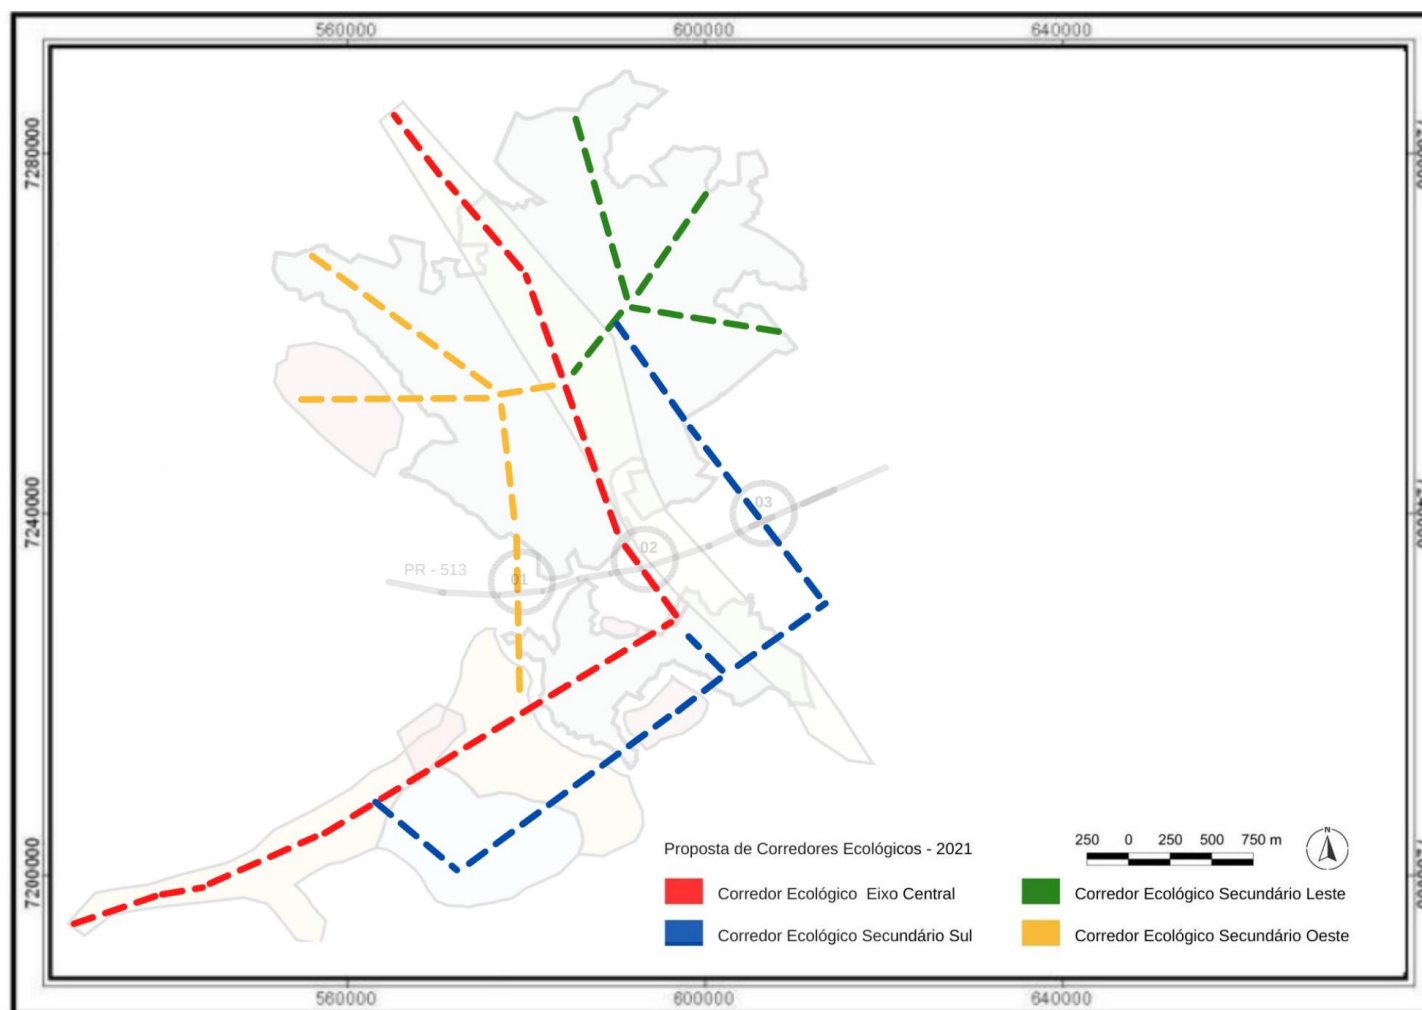 560000 600000 640000
7280000
7240000
7200000
03
02
01
PR - 513
Proposta de Corredores Ecológicos - 2021
250 0 250 500 750 m
N
Corredor Ecológico Eixo Central
Corredor Ecológico Secundário Leste
Corredor Ecológico Secundário Sul
Corredor Ecológico Secundário Oeste
560000 600000 640000